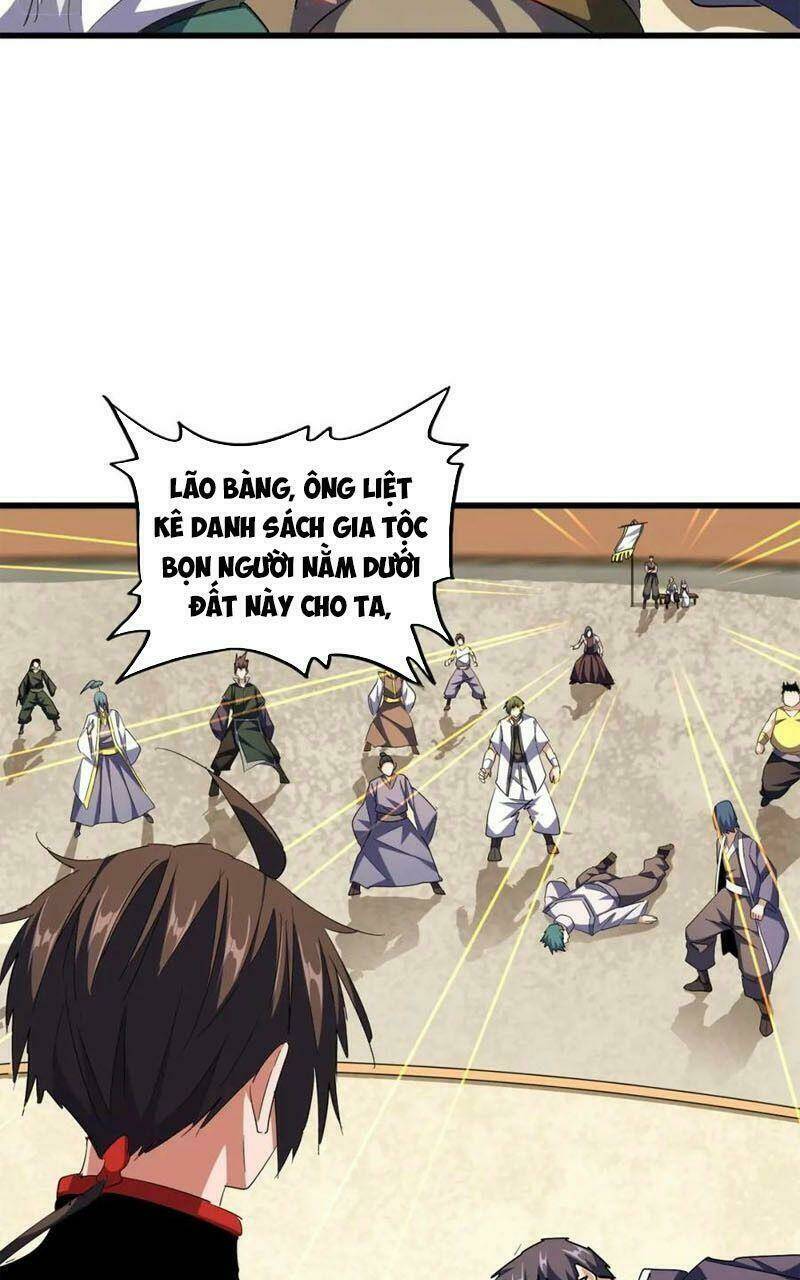 LÃO BÀNG, ÔNG LIỆT
KÊ DANH SÁCH GIA TỘC
BỌN NGƯỜI NẰM DƯỚI
ĐẤT NÀY CHO TA,